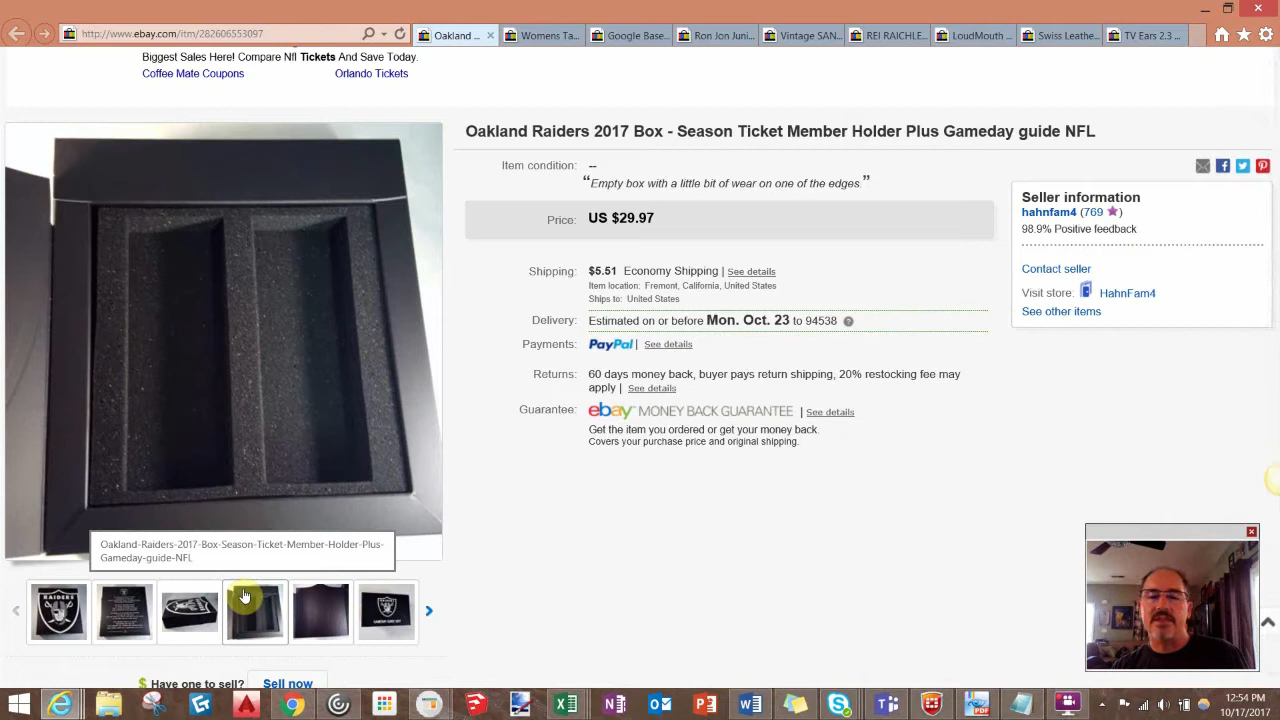 http://www.ebay.com/itm/282606553097
Oakland ...
Womens Ta...
Google Base...
Ron Jon Juni...
Vintage SAN...
REI RAICHLE...
LoudMouth ...
Swiss Leathe...
TV Ears 2.3 ...
Biggest Sales Here! Compare Nfl Tickets And Save Today.
Coffee Mate Coupons
Orlando Tickets
Oakland Raiders 2017 Box - Season Ticket Member Holder Plus Gameday guide NFL
Item condition: --
“Empty box with a little bit of wear on one of the edges.”
Price: US $29.97
Shipping: $5.51 Economy Shipping | See details
Item location: Fremont, California, United States
Ships to: United States
Delivery: Estimated on or before Mon. Oct. 23 to 94538
Payments: PayPal | See details
Returns: 60 days money back, buyer pays return shipping, 20% restocking fee may
apply | See details
Guarantee: ebay MONEY BACK GUARANTEE | See details
Get the item you ordered or get your money back.
Covers your purchase price and original shipping.
Seller information
hahnfam4 (769 )
98.9% Positive feedback
Contact seller
Visit store: HahnFam4
See other items
Oakland-Raiders-2017-Box-Season-Ticket-Member-Holder-Plus-
Gameday-guide-NFL
RAIDERS
$ Have one to sell? Sell now
12:54 PM
10/17/2017